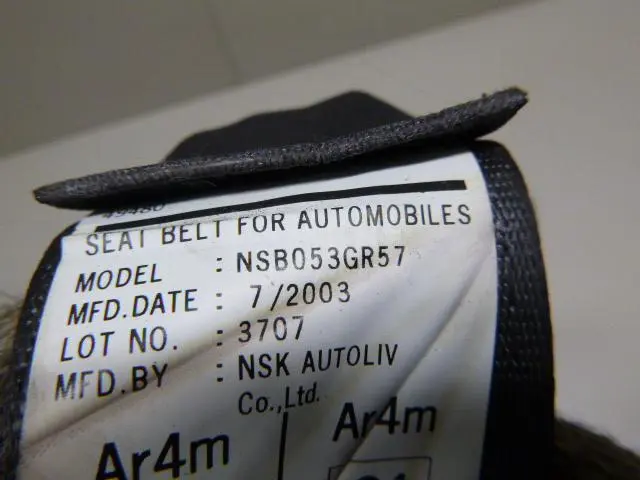 SEAT BELT FOR AUTOMOBILES
MODEL : NSB053GR57
MFD.DATE : 7/2003
LOT NO. : 3707
MFD.BY : NSK AUTOLIV
Co.,Ltd.
Ar4m Ar4m